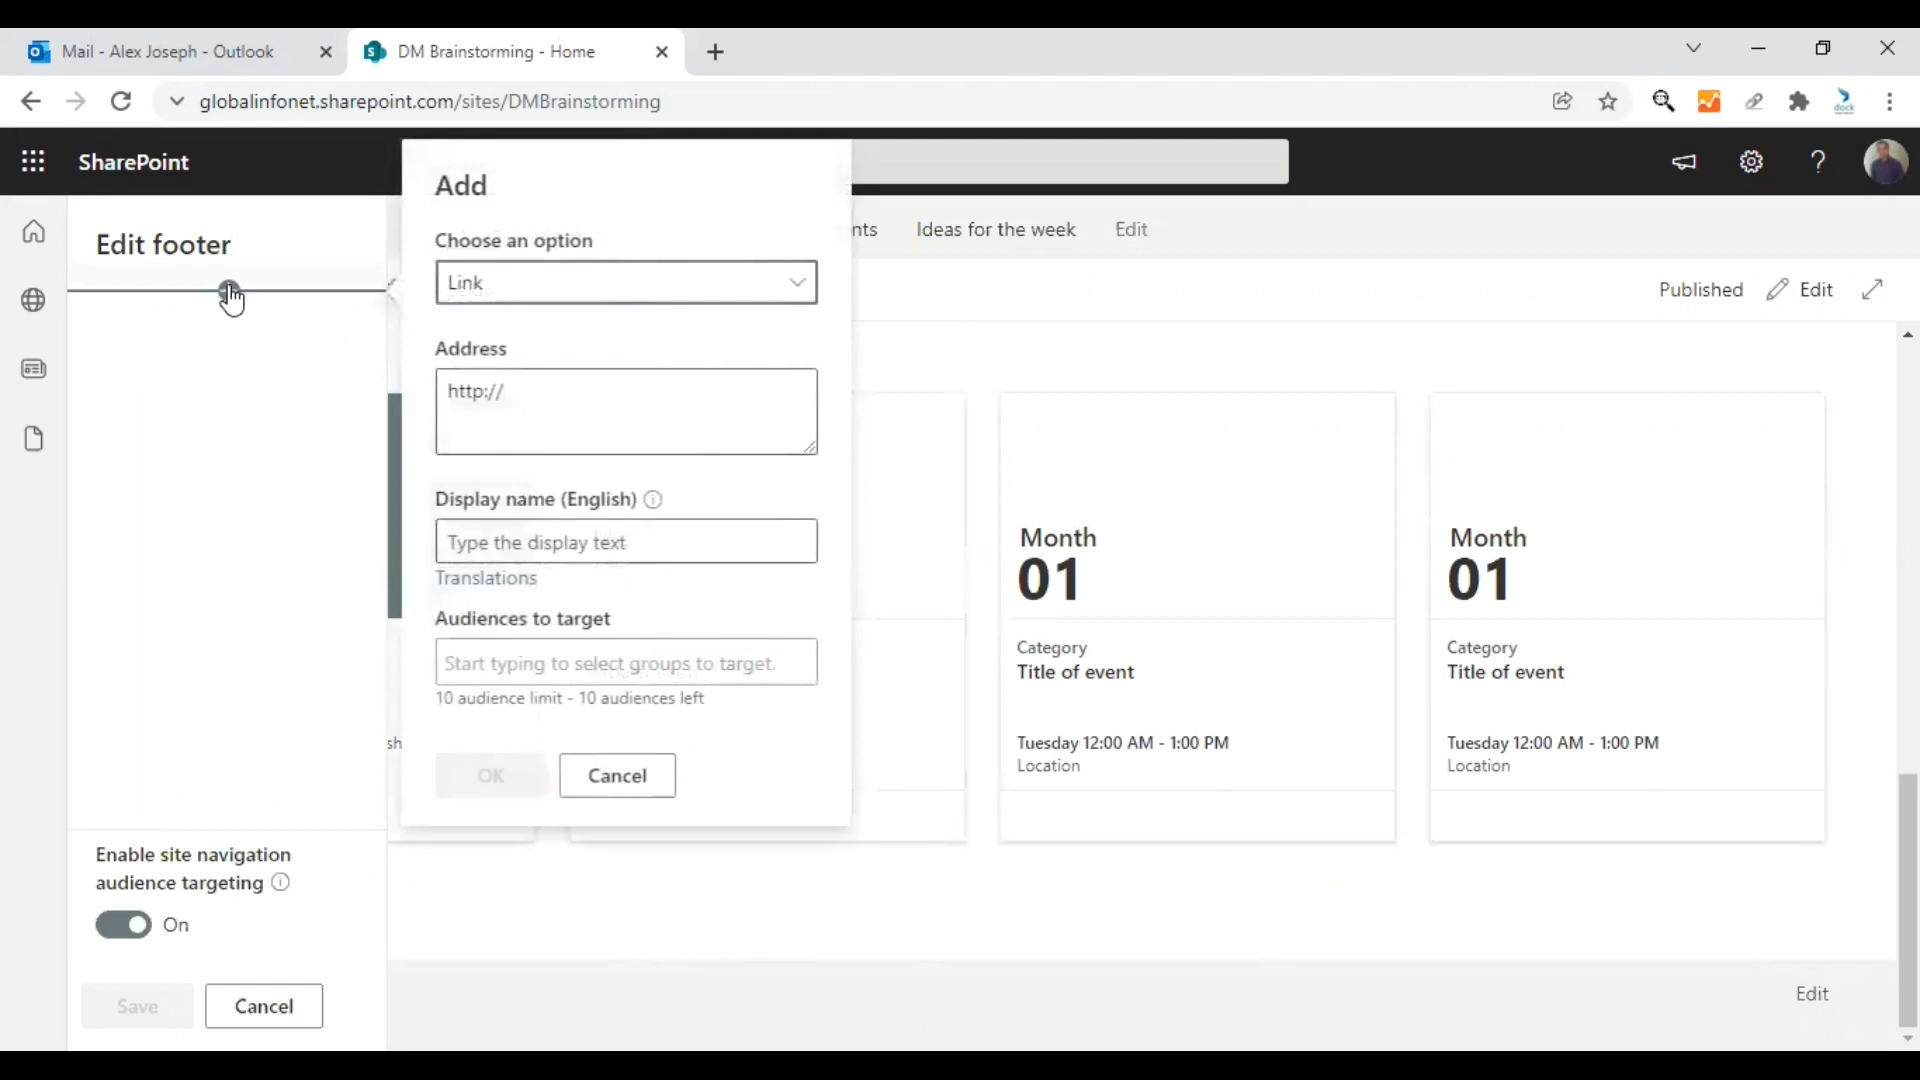 Mail - Alex Joseph - Outlook
DM Brainstorming - Home
globalinfonet.sharepoint.com/sites/DMBrainstorming
dock
SharePoint
Edit footer
Add
Choose an option
Link
Address
http://
Display name (English)
Type the display text
Translations
Audiences to target
Start typing to select groups to target.
10 audience limit - 10 audiences left
OK
Cancel
nts
Ideas for the week
Edit
Published
Edit
Month
01
Category
Title of event
Tuesday 12:00 AM - 1:00 PM
Location
Month
01
Category
Title of event
Tuesday 12:00 AM - 1:00 PM
Location
sh
Enable site navigation
audience targeting
On
Save
Cancel
Edit